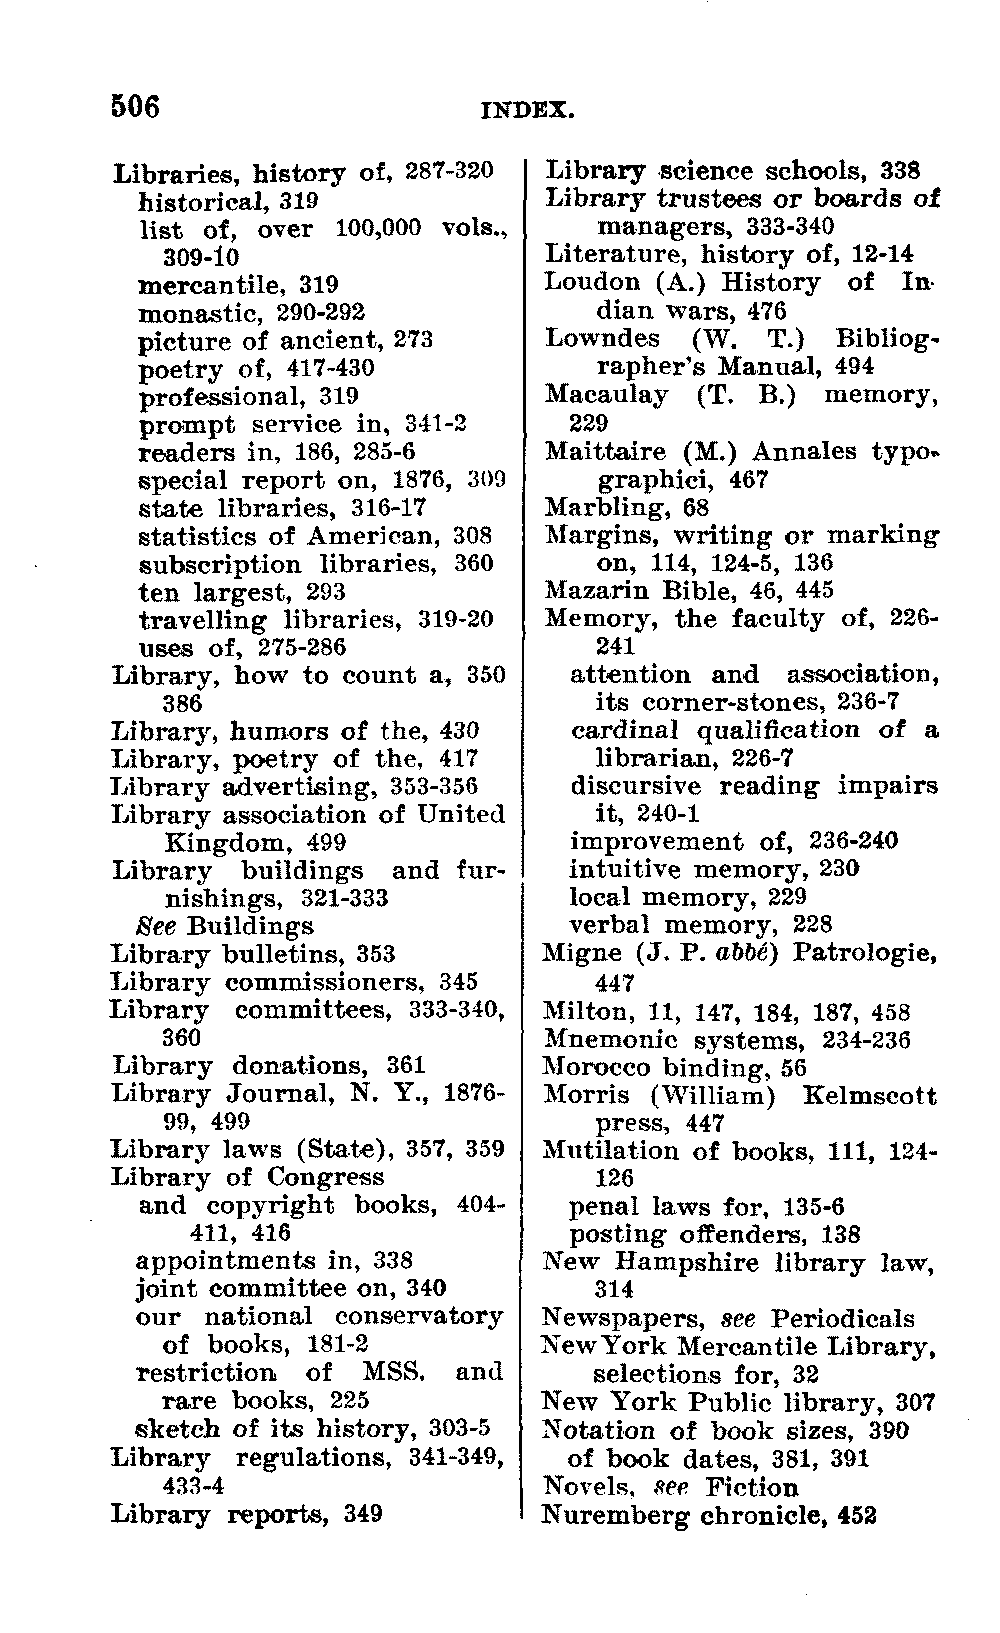 506
INDEX.
Libraries, history of, 287-320
historical, 319
list of, over 100,000 vols.,
309-10
mercantile, 319
monastic, 290-292
picture of ancient, 273
poetry of, 417-430
professional, 319
prompt service in, 341-2
readers in, 186, 285-6
special report on, 1876, 309
state libraries, 316-17
statistics of American, 308
subscription libraries, 360
ten largest, 293
travelling libraries, 319-20
uses of, 275-286
Library, how to count a, 350
386
Library, humors of the, 430
Library, poetry of the, 417
Library advertising, 353-356
Library association of United
Kingdom, 499
Library buildings and fur-
nishings, 321-333
See Buildings
Library bulletins, 353
Library commissioners, 345
Library committees, 333-340,
360
Library donations, 361
Library Journal, N. Y., 1876-
99, 499
Library laws (State), 357, 359
Library of Congress
and copyright books, 404-
411, 416
appointments in, 338
joint committee on, 340
our national conservatory
of books, 181-2
restriction of MSS. and
rare books, 225
sketch of its history, 303-5
Library regulations, 341-349,
433-4
Library reports, 349
Library science schools, 338
Library trustees or boards of
managers, 333-340
Literature, history of, 12-14
Loudon (A.) History of In-
dian wars, 476
Lowndes (W. T.) Bibliog-
rapher's Manual, 494
Macaulay (T. B.) memory,
229
Maittaire (M.) Annales typo-
graphici, 467
Marbling, 68
Margins, writing or marking
on, 114, 124-5, 136
Mazarin Bible, 46, 445
Memory, the faculty of, 226-
241
attention and association,
its corner-stones, 236-7
cardinal qualification of a
librarian, 226-7
discursive reading impairs
it, 240-1
improvement of, 236-240
intuitive memory, 230
local memory, 229
verbal memory, 228
Migne (J. P. abbé) Patrologie,
447
Milton, 11, 147, 184, 187, 458
Mnemonic systems, 234-236
Morocco binding, 56
Morris (William) Kelmscott
press, 447
Mutilation of books, 111, 124-
126
penal laws for, 135-6
posting offenders, 138
New Hampshire library law,
314
Newspapers, see Periodicals
New York Mercantile Library,
selections for, 32
New York Public library, 307
Notation of book sizes, 390
of book dates, 381, 391
Novels, see Fiction
Nuremberg chronicle, 452